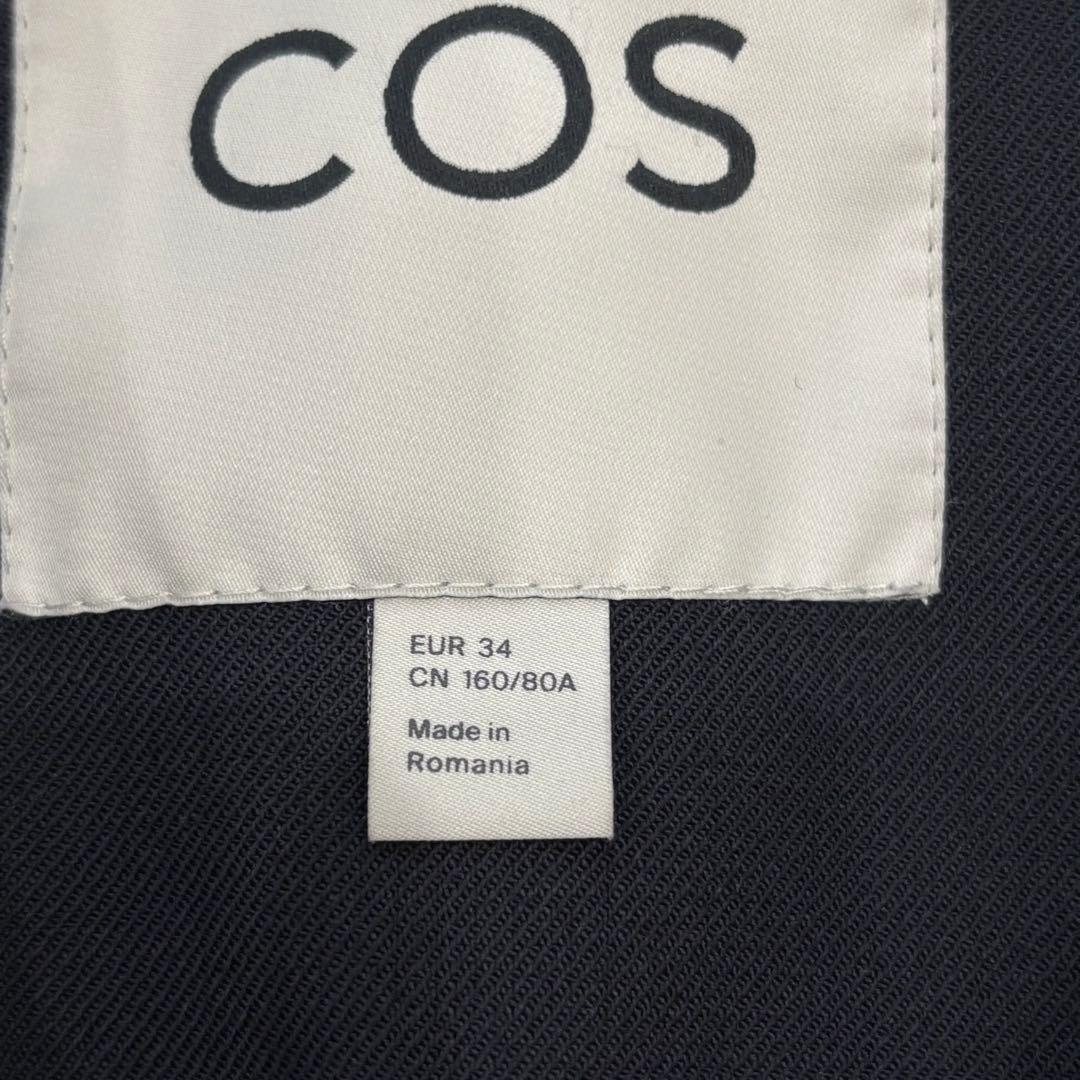 COS
EUR 34
CN 160/80A
Made in
Romania